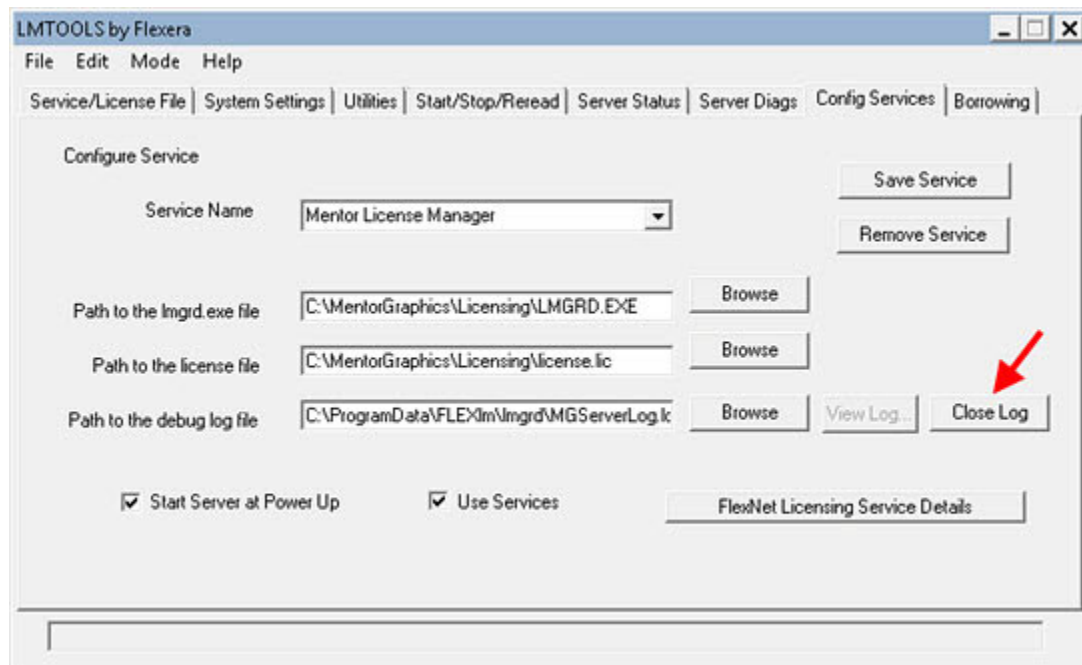 LMTOOLS by Flexera
File Edit Mode Help
Service/License File System Settings Utilities Start/Stop/Reread Server Status Server Diags Config Services Borrowing
Configure Service
Save Service
Service Name Mentor License Manager
Remove Service
Path to the lmgrd.exe file C:\MentorGraphics\Licensing\LMGRD.EXE Browse
Path to the license file C:\MentorGraphics\Licensing\license.lic Browse
Path to the debug log file C:\ProgramData\FLEXlm\lmgrd\MGServerLog.lo Browse View Log... Close Log
Start Server at Power Up Use Services FlexNet Licensing Service Details